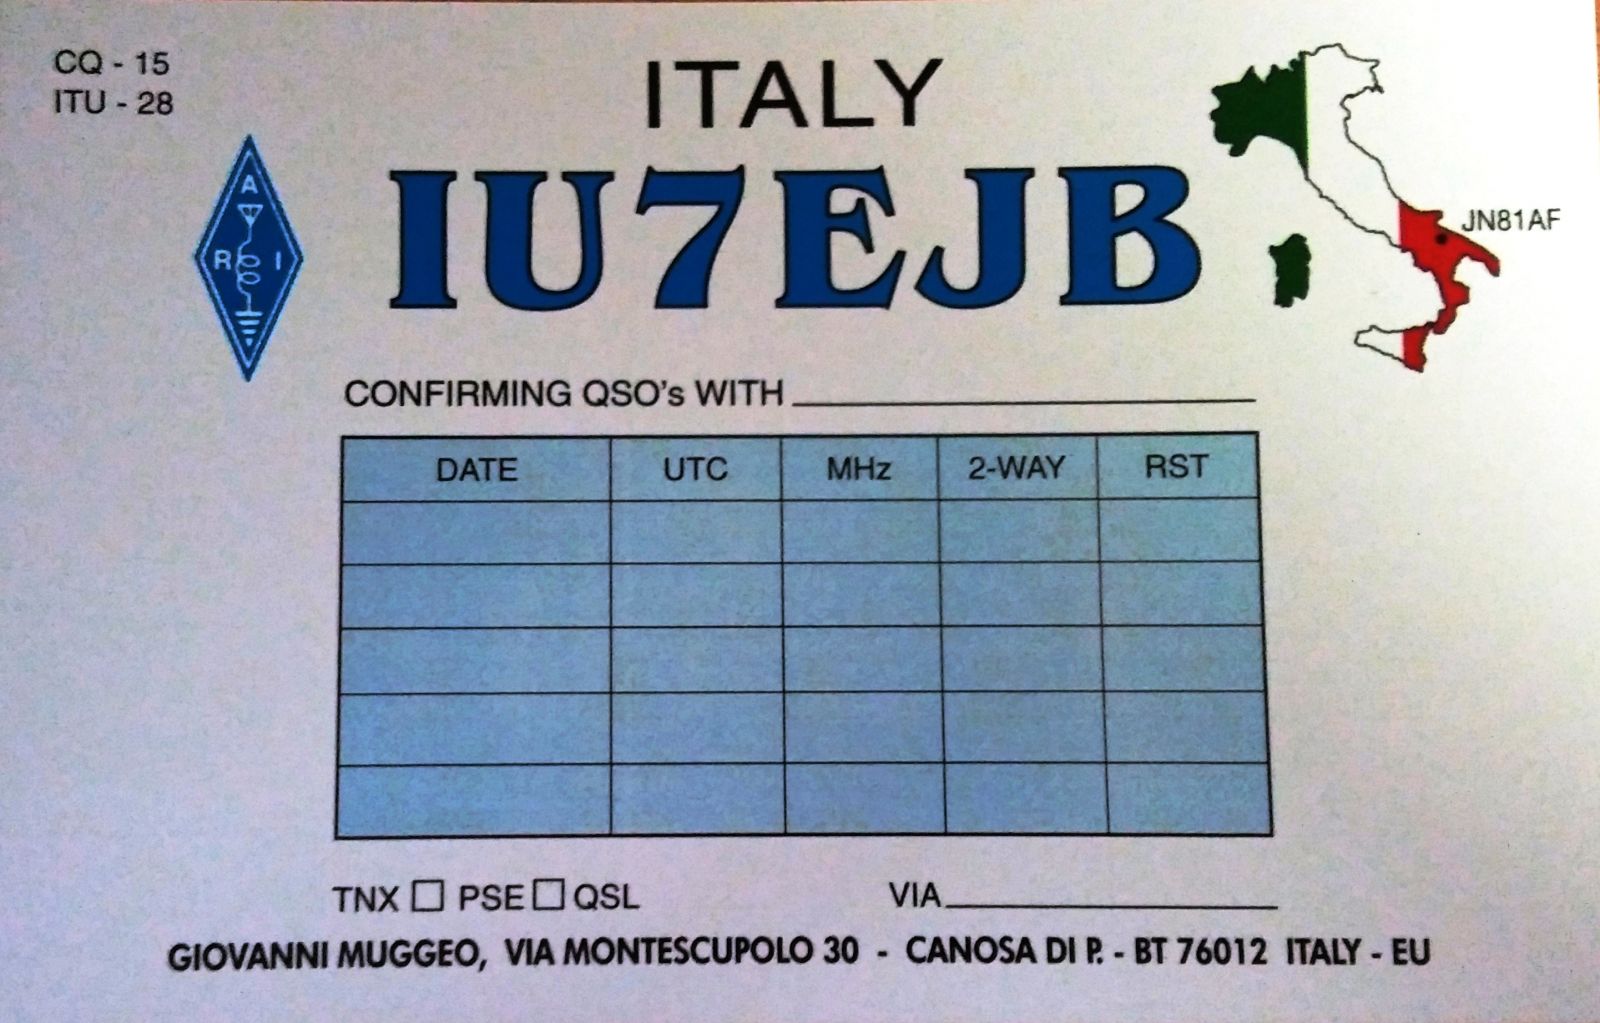 CQ - 15
ITU - 28
ITALY
IU7EJB
A
R I
JN81AF
CONFIRMING QSO's WITH
DATE UTC MHz 2-WAY RST
TNX PSE QSL VIA
GIOVANNI MUGGEO, VIA MONTESCUPOLO 30 - CANOSA DI P. - BT 76012 ITALY - EU